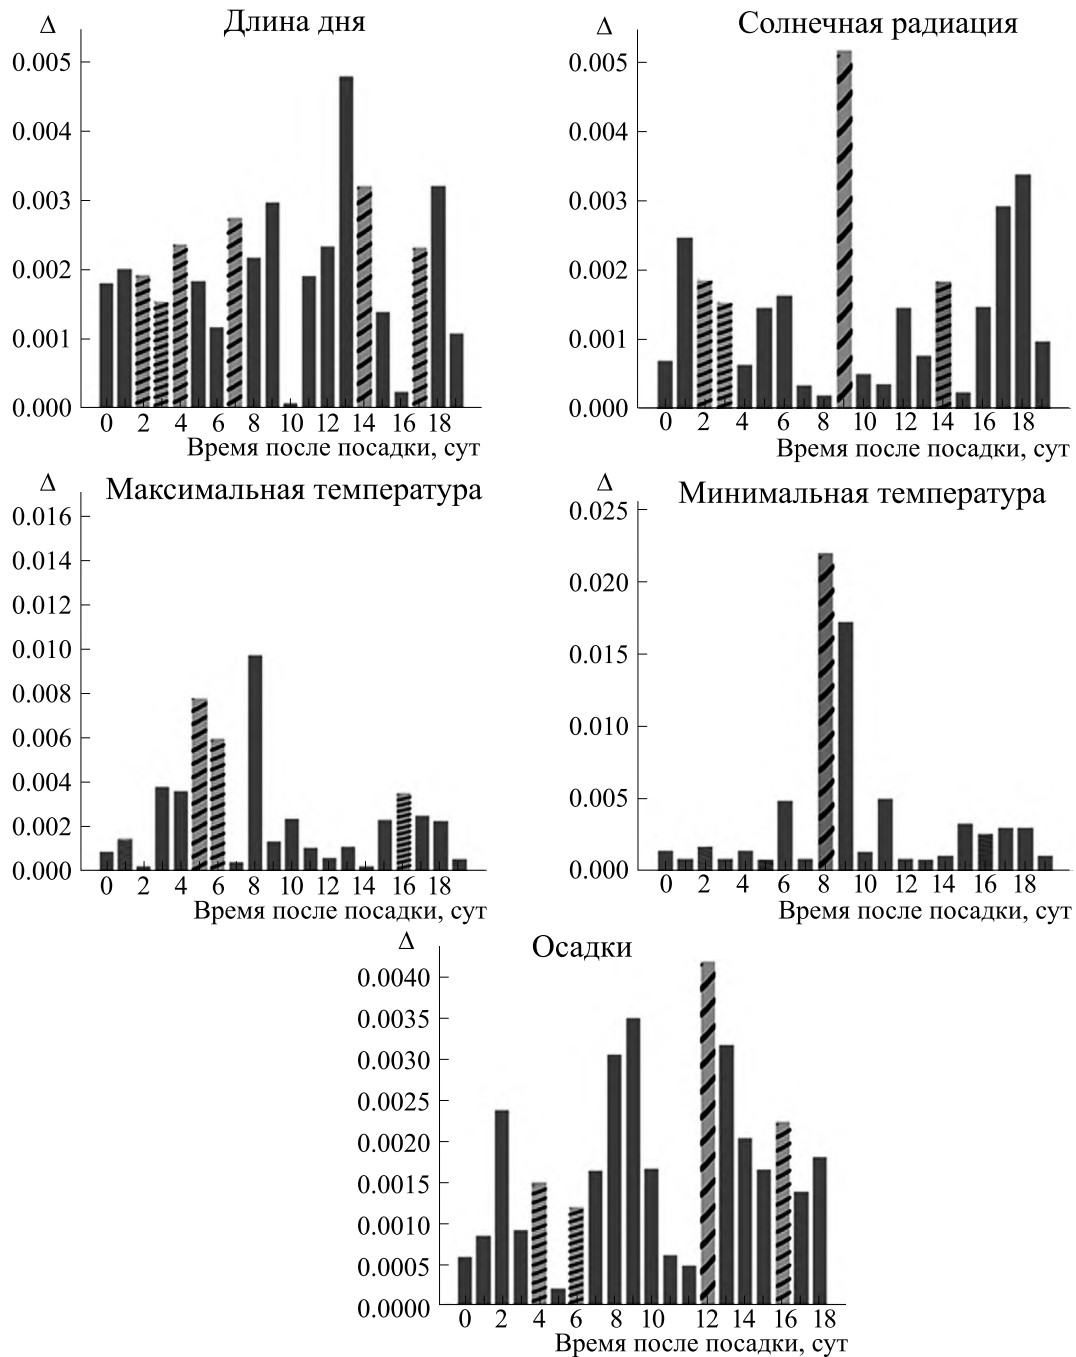 Δ Длина дня
0.005
0.004
0.003
0.002
0.001
0.000
0 2 4 6 8 10 12 14 16 18
Время после посадки, сут
Δ Солнечная радиация
0.005
0.004
0.003
0.002
0.001
0.000
0 2 4 6 8 10 12 14 16 18
Время после посадки, сут
Δ Максимальная температура
0.016
0.014
0.012
0.010
0.008
0.006
0.004
0.002
0.000
0 2 4 6 8 10 12 14 16 18
Время после посадки, сут
Δ Минимальная температура
0.025
0.020
0.015
0.010
0.005
0.000
0 2 4 6 8 10 12 14 16 18
Время после посадки, сут
Δ Осадки
0.0040
0.0035
0.0030
0.0025
0.0020
0.0015
0.0010
0.0005
0.0000
0 2 4 6 8 10 12 14 16 18
Время после посадки, сут